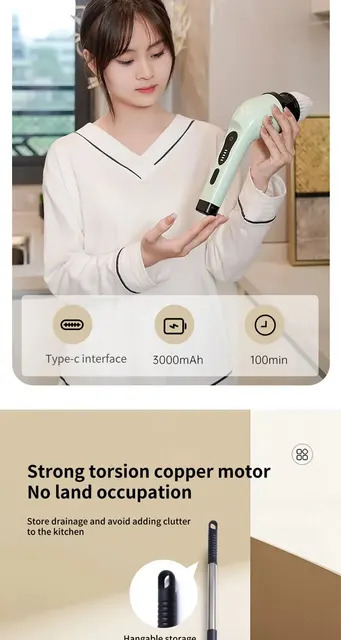 Type-c interface
3000mAh
100min
Strong torsion copper motor
No land occupation
Store drainage and avoid adding clutter
to the kitchen
Hangable storage